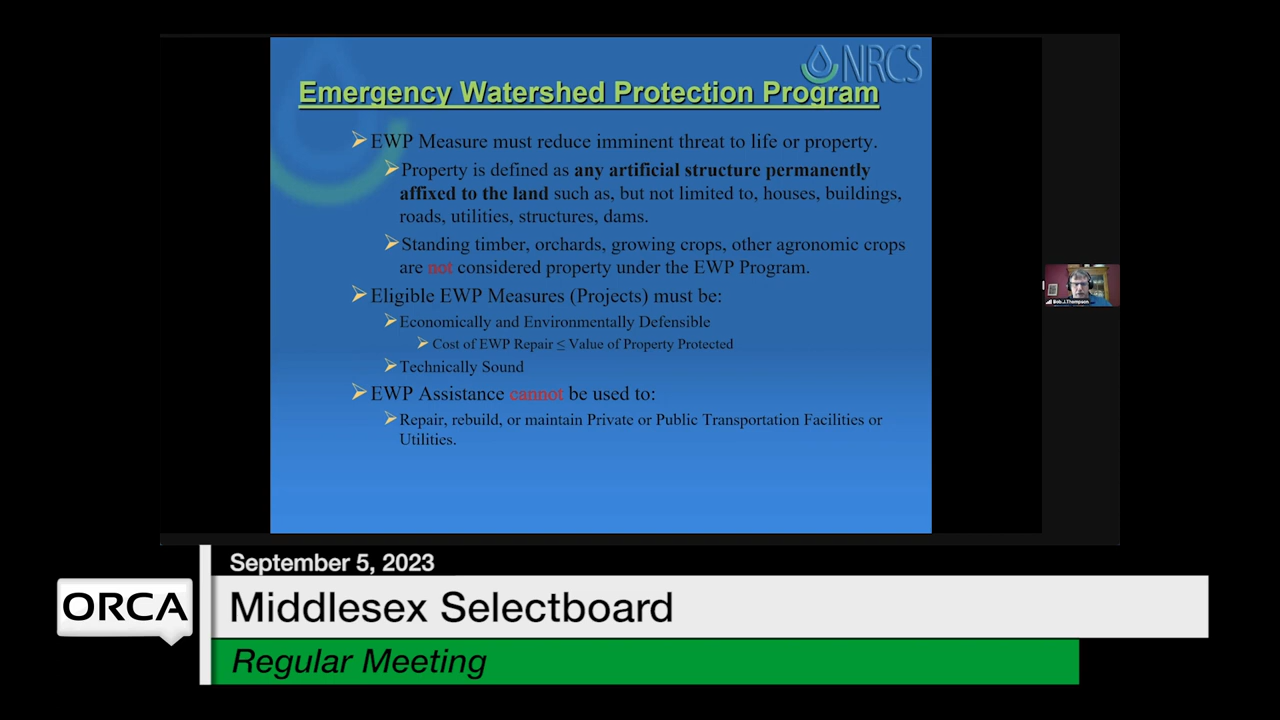 NRCS
Emergency Watershed Protection Program
EWP Measure must reduce imminent threat to life or property.
Property is defined as any artificial structure permanently
affixed to the land such as, but not limited to, houses, buildings,
roads, utilities, structures, dams.
Standing timber, orchards, growing crops, other agronomic crops
are not considered property under the EWP Program.
Eligible EWP Measures (Projects) must be:
Economically and Environmentally Defensible
Cost of EWP Repair ≤ Value of Property Protected
Technically Sound
EWP Assistance cannot be used to:
Repair, rebuild, or maintain Private or Public Transportation Facilities or
Utilities.
Bob.J.Thompson
September 5, 2023
ORCA
Middlesex Selectboard
Regular Meeting